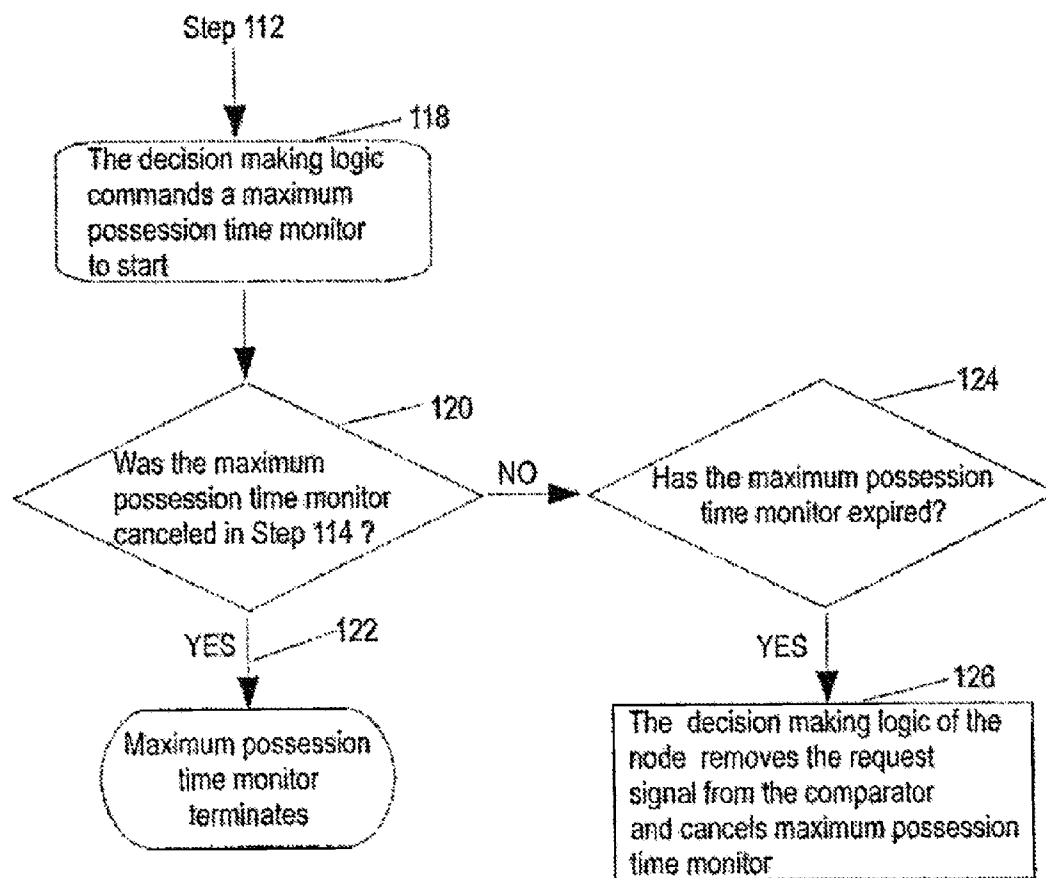 Step 112
118
The decision making logic
commands a maximum
possession time monitor
to start
120
Was the maximum
possession time monitor
canceled in Step 114 ?
NO
124
Has the maximum possession
time monitor expired?
YES
122
Maximum possession
time monitor
terminates
YES
126
The decision making logic of the
node removes the request
signal from the comparator
and cancels maximum possession
time monitor